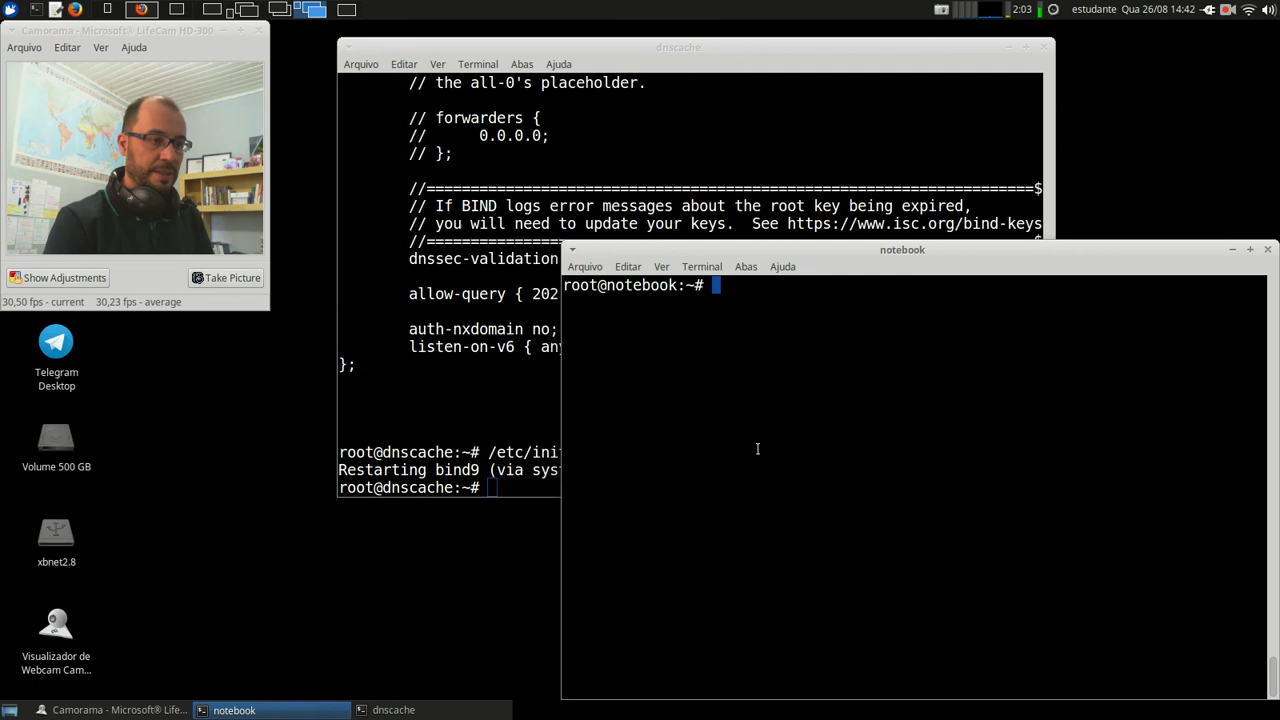 estudante Qua 26/08 14:42
2:03
Camorama - Microsoft® LifeCam HD-300
Arquivo Editar Ver Ajuda
Show Adjustments
Take Picture
30,50 fps - current 30,23 fps - average
Telegram
Desktop
Volume 500 GB
xbnet2.8
Visualizador de
Webcam Cam...
dnscache
Arquivo Editar Ver Terminal Abas Ajuda
// the all-0's placeholder.
// forwarders {
// 0.0.0.0;
// };
//=====================================================================$
// If BIND logs error messages about the root key being expired,
// you will need to update your keys. See https://www.isc.org/bind-keys
//=====================================================================$
dnssec-validation
allow-query { 202
auth-nxdomain no;
listen-on-v6 { any
};
root@dnscache:~# /etc/init
Restarting bind9 (via syst
root@dnscache:~#
notebook
Arquivo Editar Ver Terminal Abas Ajuda
root@notebook:~#
Camorama - Microsoft® Life...
notebook
dnscache